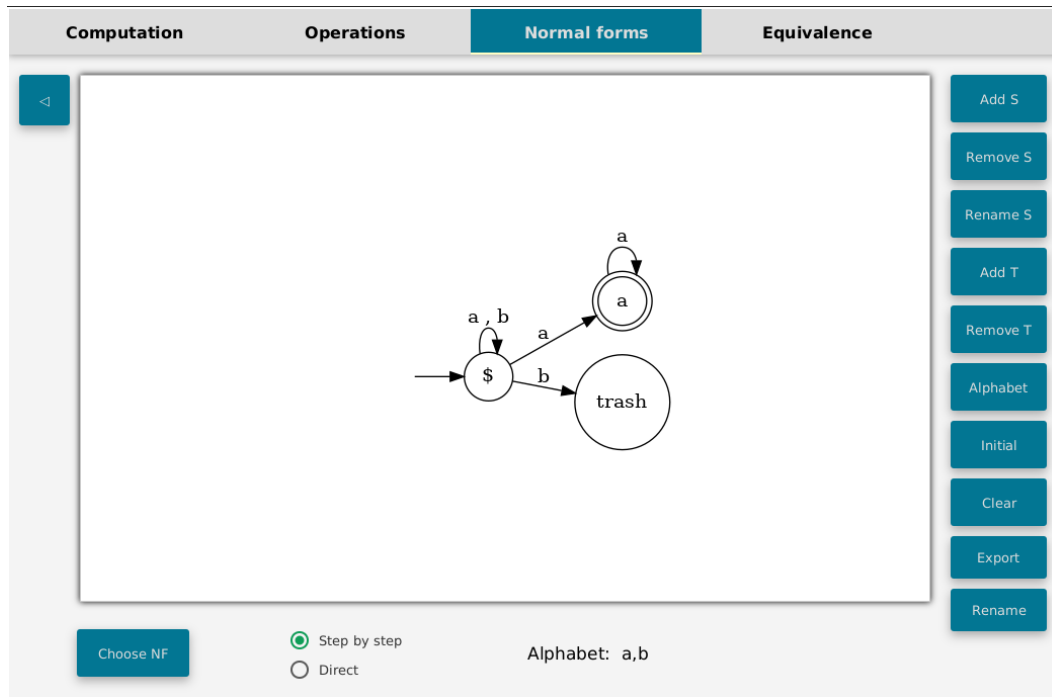 Computation Operations Normal forms Equivalence
◁
Add S
Remove S
Rename S
Add T
Remove T
Alphabet
Initial
Clear
Export
Rename
a
a
a , b
a
$
b
trash
Choose NF
Step by step
Direct
Alphabet: a,b